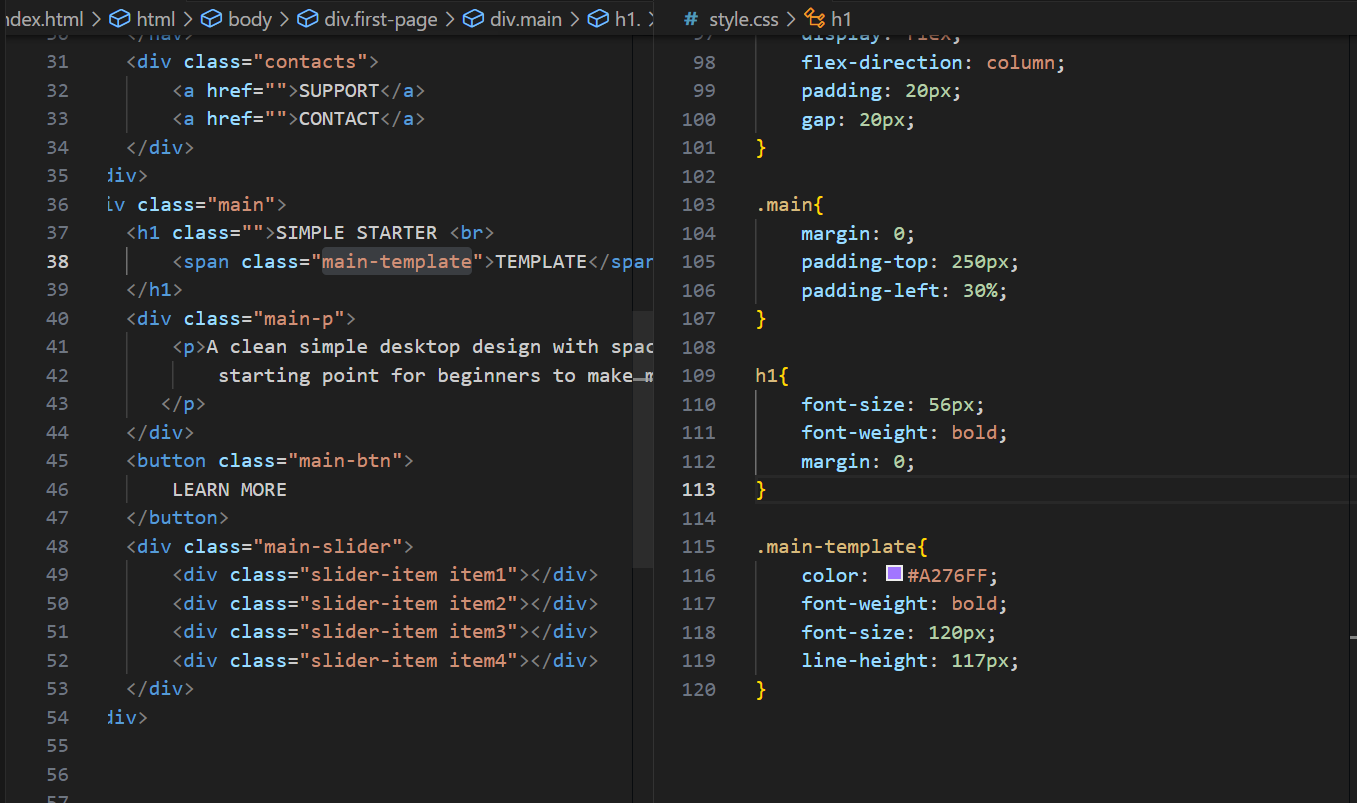 ndex.html > html > body > div.first-page > div.main > h1. >
31 <div class="contacts">
32 <a href="">SUPPORT</a>
33 <a href="">CONTACT</a>
34 </div>
35 div>
36 iv class="main">
37 <h1 class="">SIMPLE STARTER <br>
38 <span class="main-template">TEMPLATE</span
39 </h1>
40 <div class="main-p">
41 <p>A clean simple desktop design with spac
42 starting point for beginners to make m
43 </p>
44 </div>
45 <button class="main-btn">
46 LEARN MORE
47 </button>
48 <div class="main-slider">
49 <div class="slider-item item1"></div>
50 <div class="slider-item item2"></div>
51 <div class="slider-item item3"></div>
52 <div class="slider-item item4"></div>
53 </div>
54 div>
55
56
57
# style.css > h1
97 display: flex;
98 flex-direction: column;
99 padding: 20px;
100 gap: 20px;
101 }
102
103 .main{
104 margin: 0;
105 padding-top: 250px;
106 padding-left: 30%;
107 }
108
109 h1{
110 font-size: 56px;
111 font-weight: bold;
112 margin: 0;
113 }
114
115 .main-template{
116 color: #A276FF;
117 font-weight: bold;
118 font-size: 120px;
119 line-height: 117px;
120 }